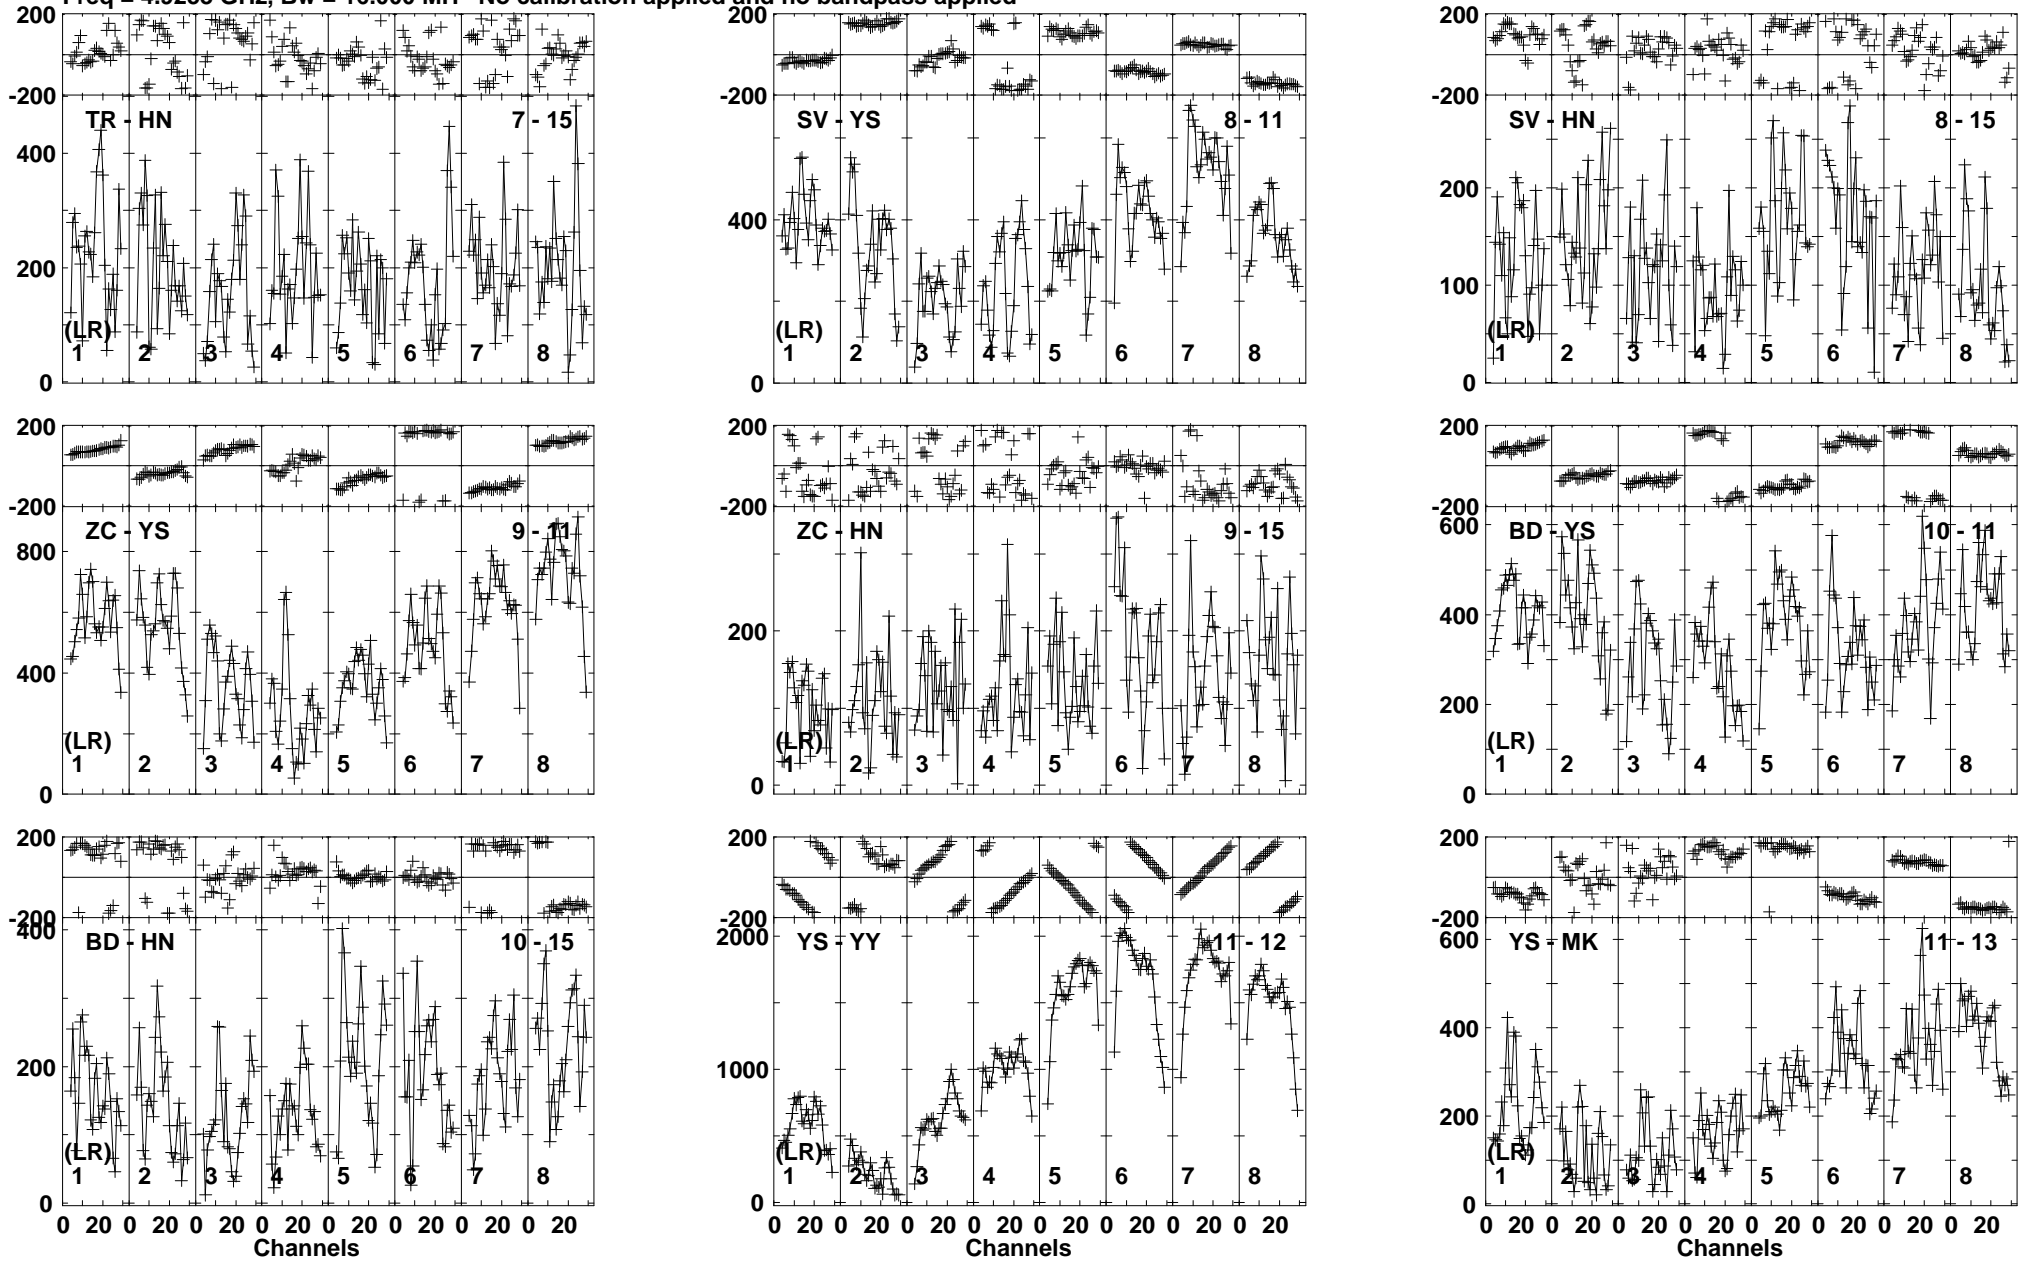 No calibration applied and no bandpass applied
200
-200
TR - HN
7 - 15
400
200
0
(LR)
1 2 3 4 5 6 7 8
200
-200
SV - YS
8 - 11
400
0
(LR)
1 2 3 4 5 6 7 8
200
-200
SV - HN
8 - 15
200
100
0
(LR)
1 2 3 4 5 6 7 8
200
-200
ZC - YS
9 - 11
800
400
0
(LR)
1 2 3 4 5 6 7 8
200
-200
ZC - HN
9 - 15
200
0
(LR)
1 2 3 4 5 6 7 8
200
-200
BD - YS
10 - 11
600
400
200
0
(LR)
1 2 3 4 5 6 7 8
200
-200
BD - HN
10 - 15
400
200
0
(LR)
1 2 3 4 5 6 7 8
0 20 0 20 0 20 0 20 0 20 0 20 0 20 0 20
Channels
200
-200
YS - YY
11 - 12
2000
1000
0
(LR)
1 2 3 4 5 6 7 8
0 20 0 20 0 20 0 20 0 20 0 20 0 20 0 20
Channels
200
-200
YS - MK
11 - 13
600
400
200
0
(LR)
1 2 3 4 5 6 7 8
0 20 0 20 0 20 0 20 0 20 0 20 0 20 0 20
Channels